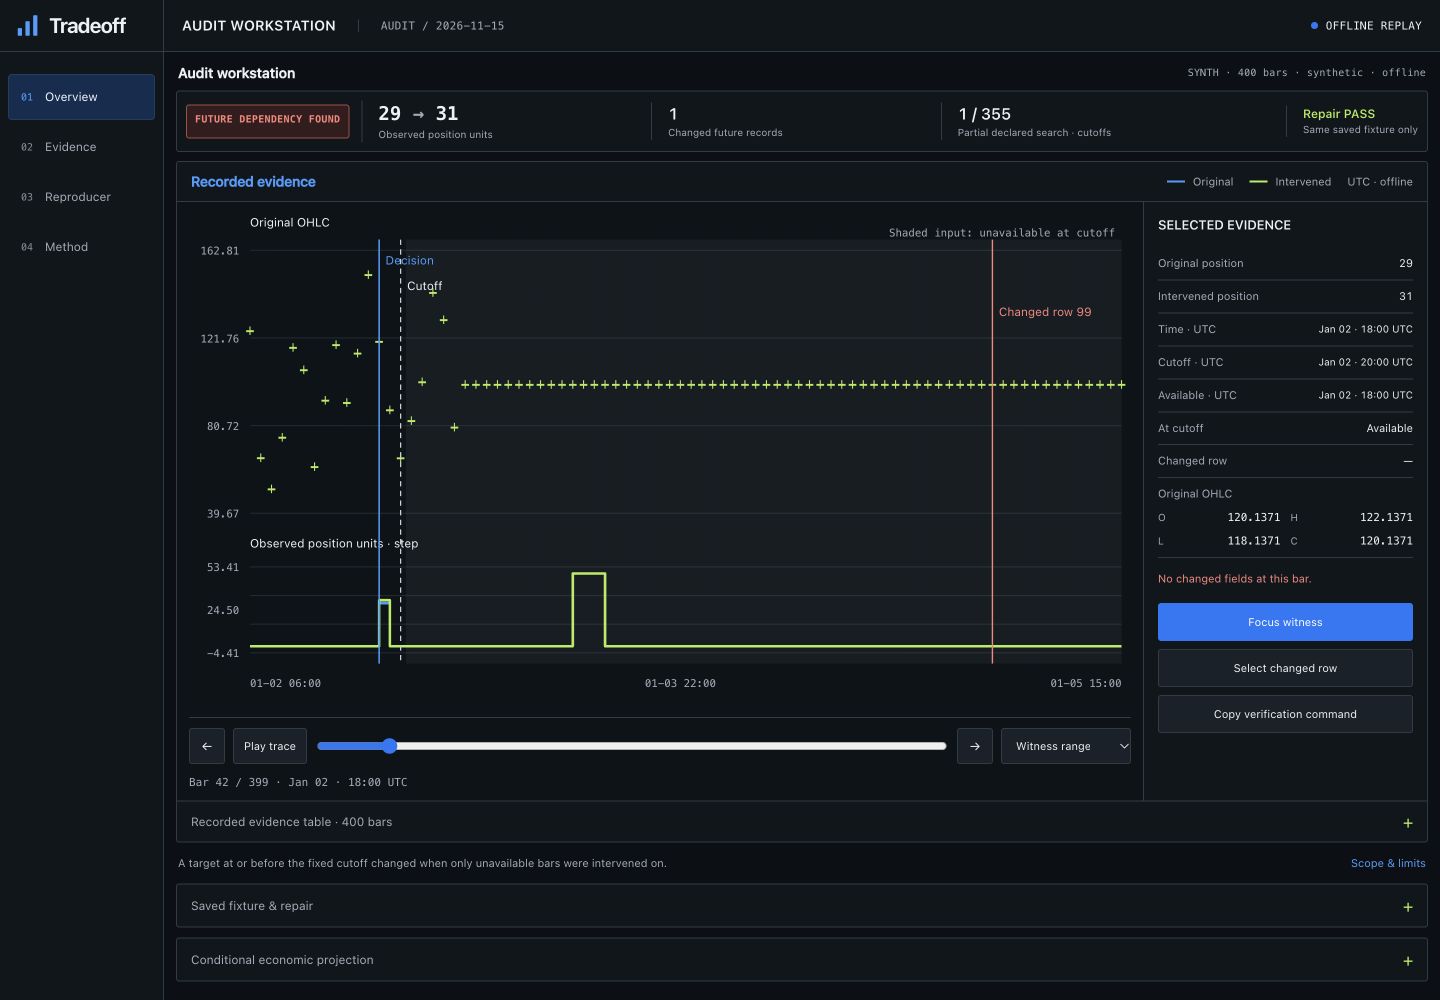 Tradeoff
AUDIT WORKSTATION
AUDIT / 2026-11-15
OFFLINE REPLAY
01 Overview
02 Evidence
03 Reproducer
04 Method
Audit workstation
SYNTH · 400 bars · synthetic · offline
FUTURE DEPENDENCY FOUND
29 → 31
Observed position units
1
Changed future records
1 / 355
Partial declared search · cutoffs
Repair PASS
Same saved fixture only
Recorded evidence
Original
Intervened
UTC · offline
Original OHLC
Shaded input: unavailable at cutoff
162.81
121.76
80.72
39.67
Decision
Cutoff
Changed row 99
Observed position units · step
53.41
24.50
−4.41
01-02 06:00
01-03 22:00
01-05 15:00
←
Play trace
→
Witness range
Bar 42 / 399 · Jan 02 · 18:00 UTC
SELECTED EVIDENCE
Original position 29
Intervened position 31
Time · UTC Jan 02 · 18:00 UTC
Cutoff · UTC Jan 02 · 20:00 UTC
Available · UTC Jan 02 · 18:00 UTC
At cutoff Available
Changed row —
Original OHLC
O 120.1371 H 122.1371
L 118.1371 C 120.1371
No changed fields at this bar.
Focus witness
Select changed row
Copy verification command
Recorded evidence table · 400 bars +
A target at or before the fixed cutoff changed when only unavailable bars were intervened on.
Scope & limits
Saved fixture & repair +
Conditional economic projection +